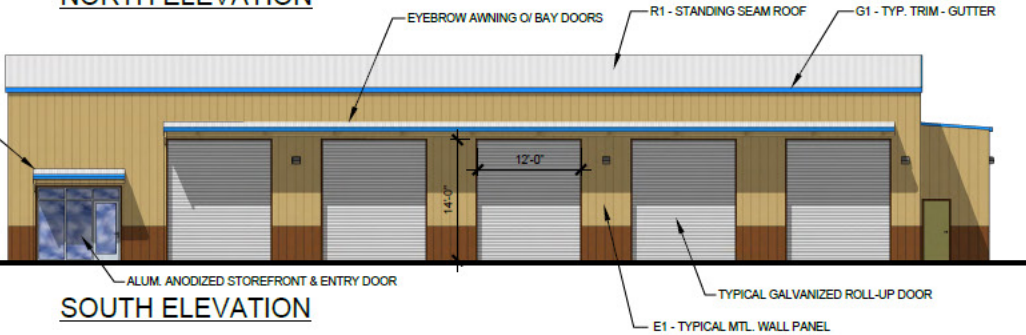 NORTH ELEVATION
EYEBROW AWNING O/ BAY DOORS
R1 - STANDING SEAM ROOF
G1 - TYP. TRIM - GUTTER
12'-0"
14'-0"
ALUM. ANODIZED STOREFRONT & ENTRY DOOR
TYPICAL GALVANIZED ROLL-UP DOOR
SOUTH ELEVATION
E1 - TYPICAL MTL. WALL PANEL